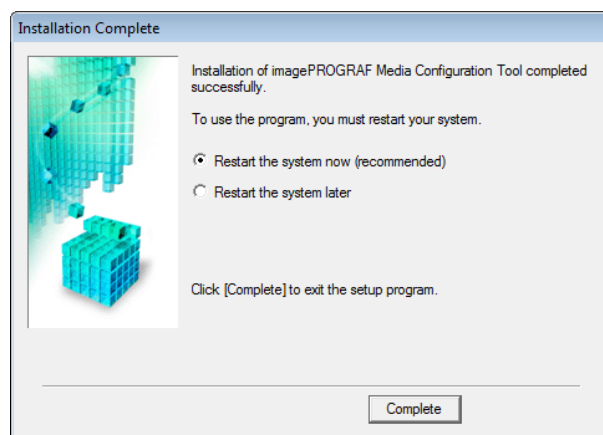 Installation Complete
Installation of imagePROGRAF Media Configuration Tool completed
successfully.
To use the program, you must restart your system.
Restart the system now (recommended)
Restart the system later
Click [Complete] to exit the setup program.
Complete